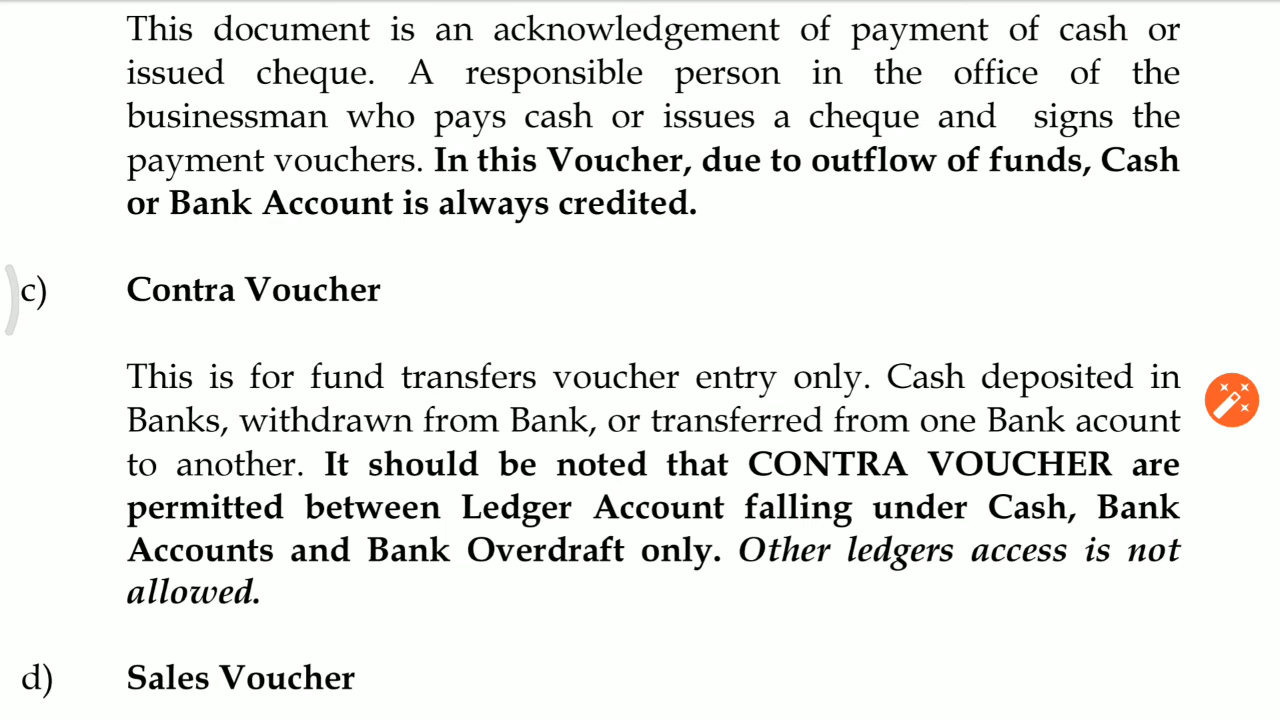 This document is an acknowledgement of payment of cash or
issued cheque. A responsible person in the office of the
businessman who pays cash or issues a cheque and signs the
payment vouchers. In this Voucher, due to outflow of funds, Cash
or Bank Account is always credited.
c) Contra Voucher
This is for fund transfers voucher entry only. Cash deposited in
Banks, withdrawn from Bank, or transferred from one Bank acount
to another. It should be noted that CONTRA VOUCHER are
permitted between Ledger Account falling under Cash, Bank
Accounts and Bank Overdraft only. Other ledgers access is not
allowed.
d) Sales Voucher